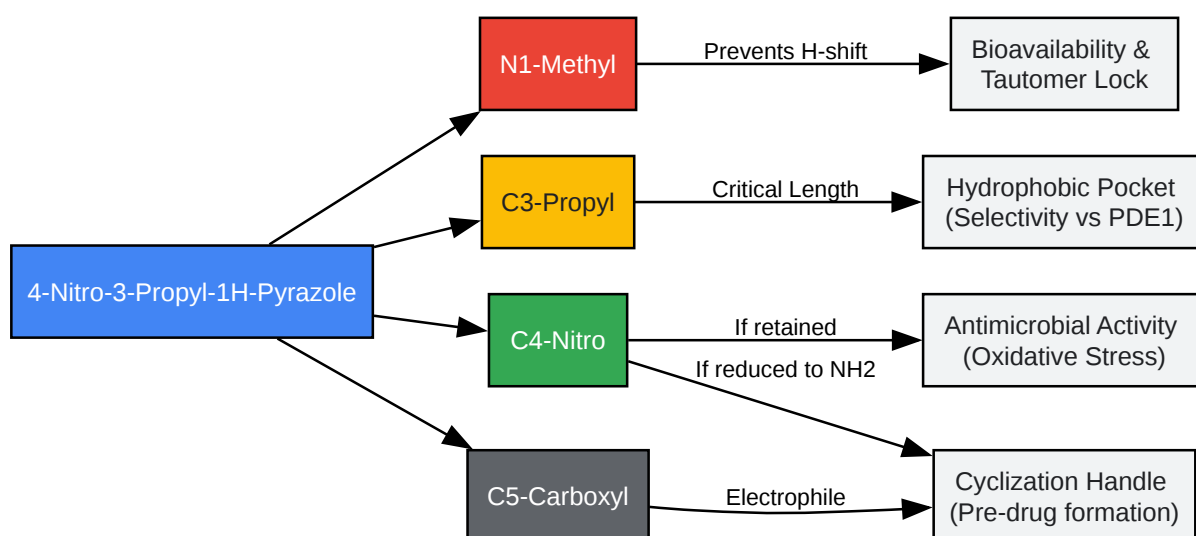 N1-Methyl
Prevents H-shift
Bioavailability &
Tautomer Lock
C3-Propyl
Critical Length
Hydrophobic Pocket
(Selectivity vs PDE1)
4-Nitro-3-Propyl-1H-Pyrazole
C4-Nitro
If retained
If reduced to NH2
Antimicrobial Activity
(Oxidative Stress)
C5-Carboxyl
Electrophile
Cyclization Handle
(Pre-drug formation)